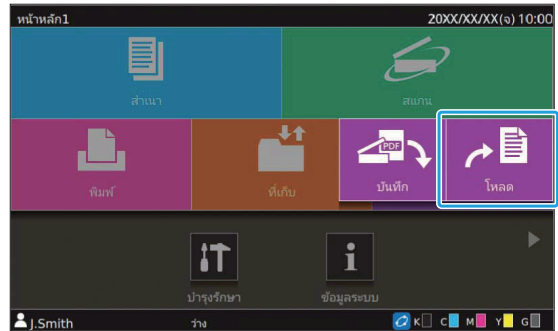 หน้าหลัก1 20XX/XX/XX(จ) 10:00
สำเนา สแกน
PDF
พิมพ์ ที่เก็บ บันทึก โหลด
i
บำรุงรักษา ข้อมูลระบบ
J.Smith ว่าง K C M Y G